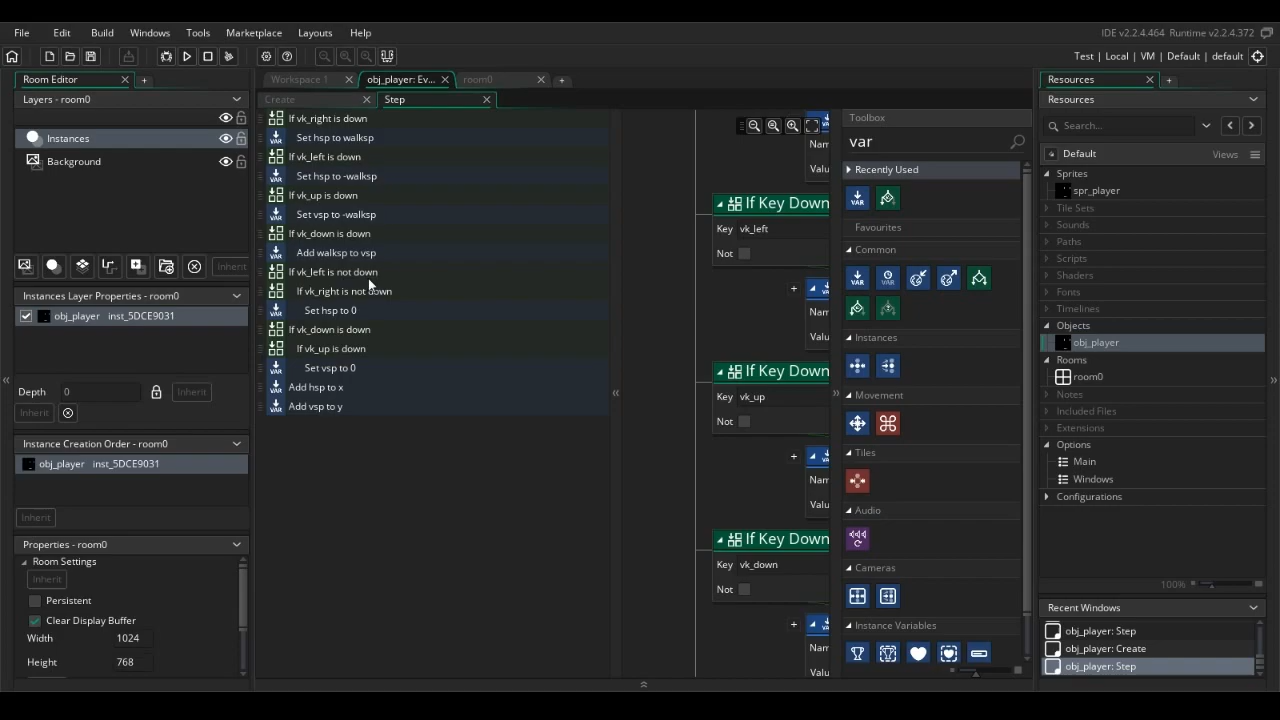 File Edit Build Windows Tools Marketplace Layouts Help
IDE v2.2.4.464 Runtime v2.2.4.372
Test | Local | VM | Default | default
Room Editor
Layers - room0
Instances
Background
Inherit
Instances Layer Properties - room0
obj_player inst_5DCE9031
Depth 0 Inherit
Inherit
Instance Creation Order - room0
obj_player inst_5DCE9031
Inherit
Properties - room0
Room Settings
Inherit
Persistent
Clear Display Buffer
Width 1024
Height 768
Workspace 1 obj_player: Ev... room0
Create Step
If vk_right is down
Set hsp to walksp
If vk_left is down
Set hsp to -walksp
If vk_up is down
Set vsp to -walksp
If vk_down is down
Add walksp to vsp
If vk_left is not down
If vk_right is not down
Set hsp to 0
If vk_down is down
If vk_up is down
Set vsp to 0
Add hsp to x
Add vsp to y
Nam
Valu
If Key Down
Key vk_left
Not
Nam
Valu
If Key Down
Key vk_up
Not
Nam
Valu
If Key Down
Key vk_down
Not
Nam
Valu
Toolbox
var
Recently Used
Favourites
Common
Instances
Movement
Tiles
Audio
Cameras
Instance Variables
Resources
Resources
Search...
Default Views
Sprites
spr_player
Tile Sets
Sounds
Paths
Scripts
Shaders
Fonts
Timelines
Objects
obj_player
Rooms
room0
Notes
Included Files
Extensions
Options
Main
Windows
Configurations
100%
Recent Windows
obj_player: Step
obj_player: Create
obj_player: Step